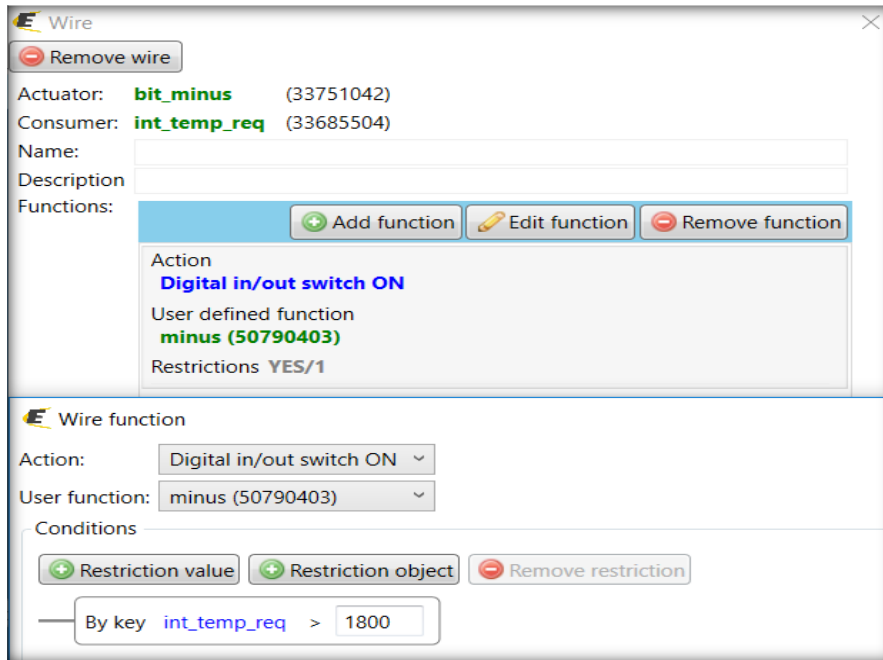 Wire
Remove wire
Actuator: bit_minus (33751042)
Consumer: int_temp_req (33685504)
Name:
Description
Functions:
Add function Edit function Remove function
Action
Digital in/out switch ON
User defined function
minus (50790403)
Restrictions YES/1
Wire function
Action: Digital in/out switch ON
User function: minus (50790403)
Conditions
Restriction value Restriction object Remove restriction
By key int_temp_req > 1800